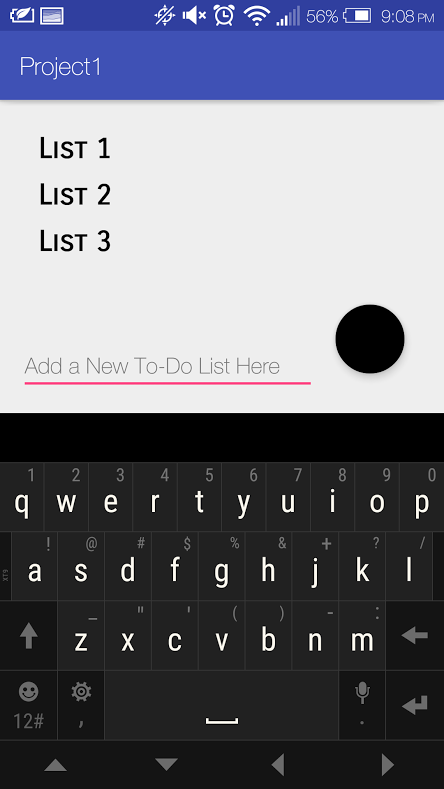 56% 9:08 PM
Project1
LIST 1
LIST 2
LIST 3
Add a New To-Do List Here
1 2 3 4 5 6 7 8 9 0
q w e r t y u i o p
! @ # $ % & + ? /
XT9 a s d f g h j k l
_ " ' ( ) - :
z x c v b n m
12# , .